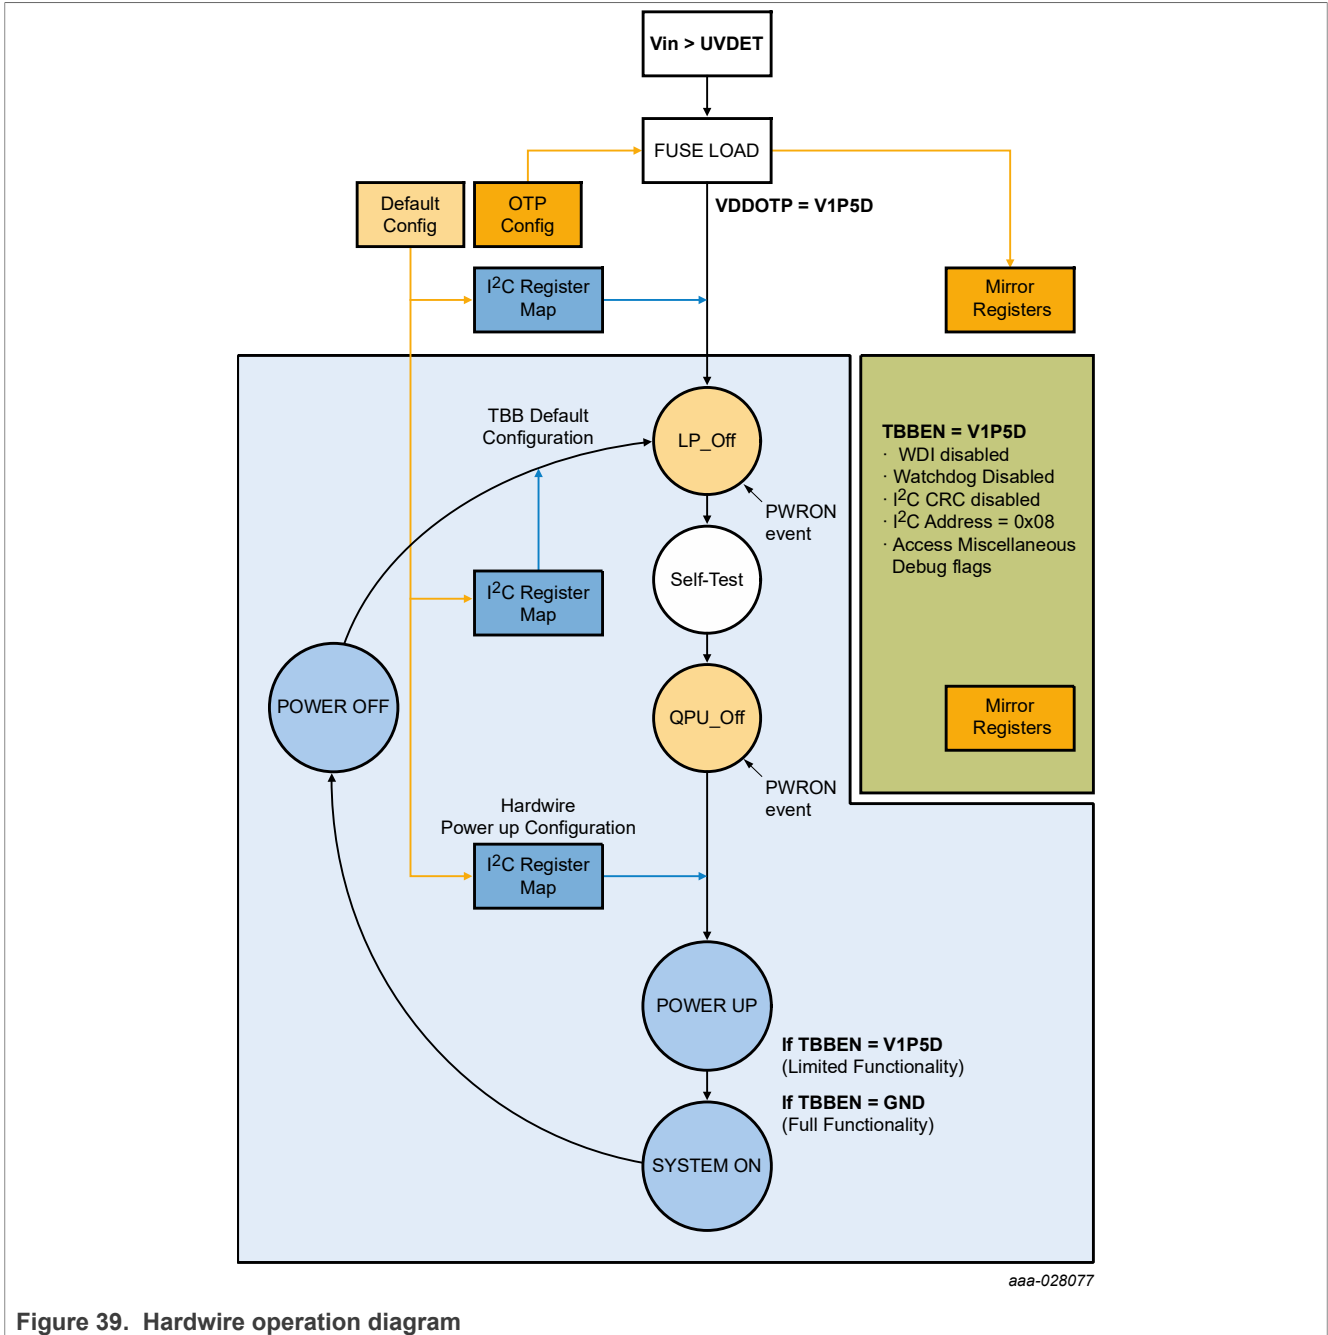 Vin > UVDET
FUSE LOAD
VDDOTP = V1P5D
Default
Config
OTP
Config
I2C Register
Map
Mirror
Registers
TBB Default
Configuration
LP_Off
PWRON
event
TBBEN = V1P5D
· WDI disabled
· Watchdog Disabled
· I2C CRC disabled
· I2C Address = 0x08
· Access Miscellaneous
Debug flags
Self-Test
I2C Register
Map
POWER OFF
QPU_Off
Mirror
Registers
PWRON
event
Hardwire
Power up Configuration
I2C Register
Map
POWER UP
If TBBEN = V1P5D
(Limited Functionality)
If TBBEN = GND
(Full Functionality)
SYSTEM ON
aaa-028077
Figure 39. Hardwire operation diagram